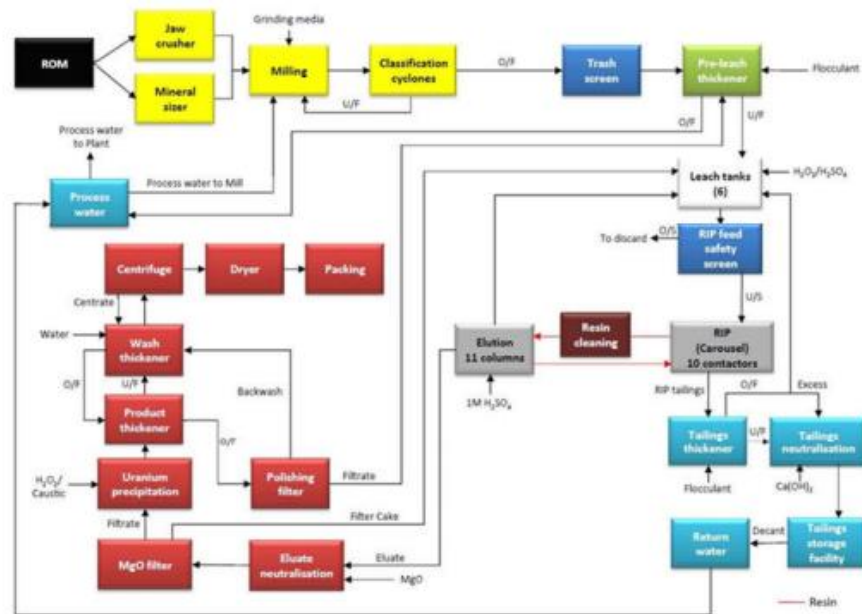 Grinding media
Jaw
crusher
ROM
Mineral
sizer
Milling
Classification
cyclones
O/F
U/F
Trash
screen
Pre-leach
thickener
Flocculant
O/F
U/F
Process water
to Plant
Process water to Mill
Process
water
Leach tanks
(6)
H₂O₂/H₂SO₄
O/S
To discard
RIP feed
safety
screen
U/S
Centrifuge
Dryer
Packing
Centrate
Water
Wash
thickener
O/F
U/F
Backwash
Product
thickener
O/F
Elution
11 columns
1M H₂SO₄
Resin
cleaning
RIP
(Carousel)
10 contactors
RIP tailings
O/F
Excess
H₂O₂/
Caustic
Uranium
precipitation
Polishing
filter
Filtrate
Tailings
thickener
U/F
Tailings
neutralisation
Flocculant
Ca(OH)₂
Filtrate
Filter Cake
MgO filter
Eluate
neutralisation
Eluate
MgO
Return
water
Decant
Tailings
storage
facility
Resin